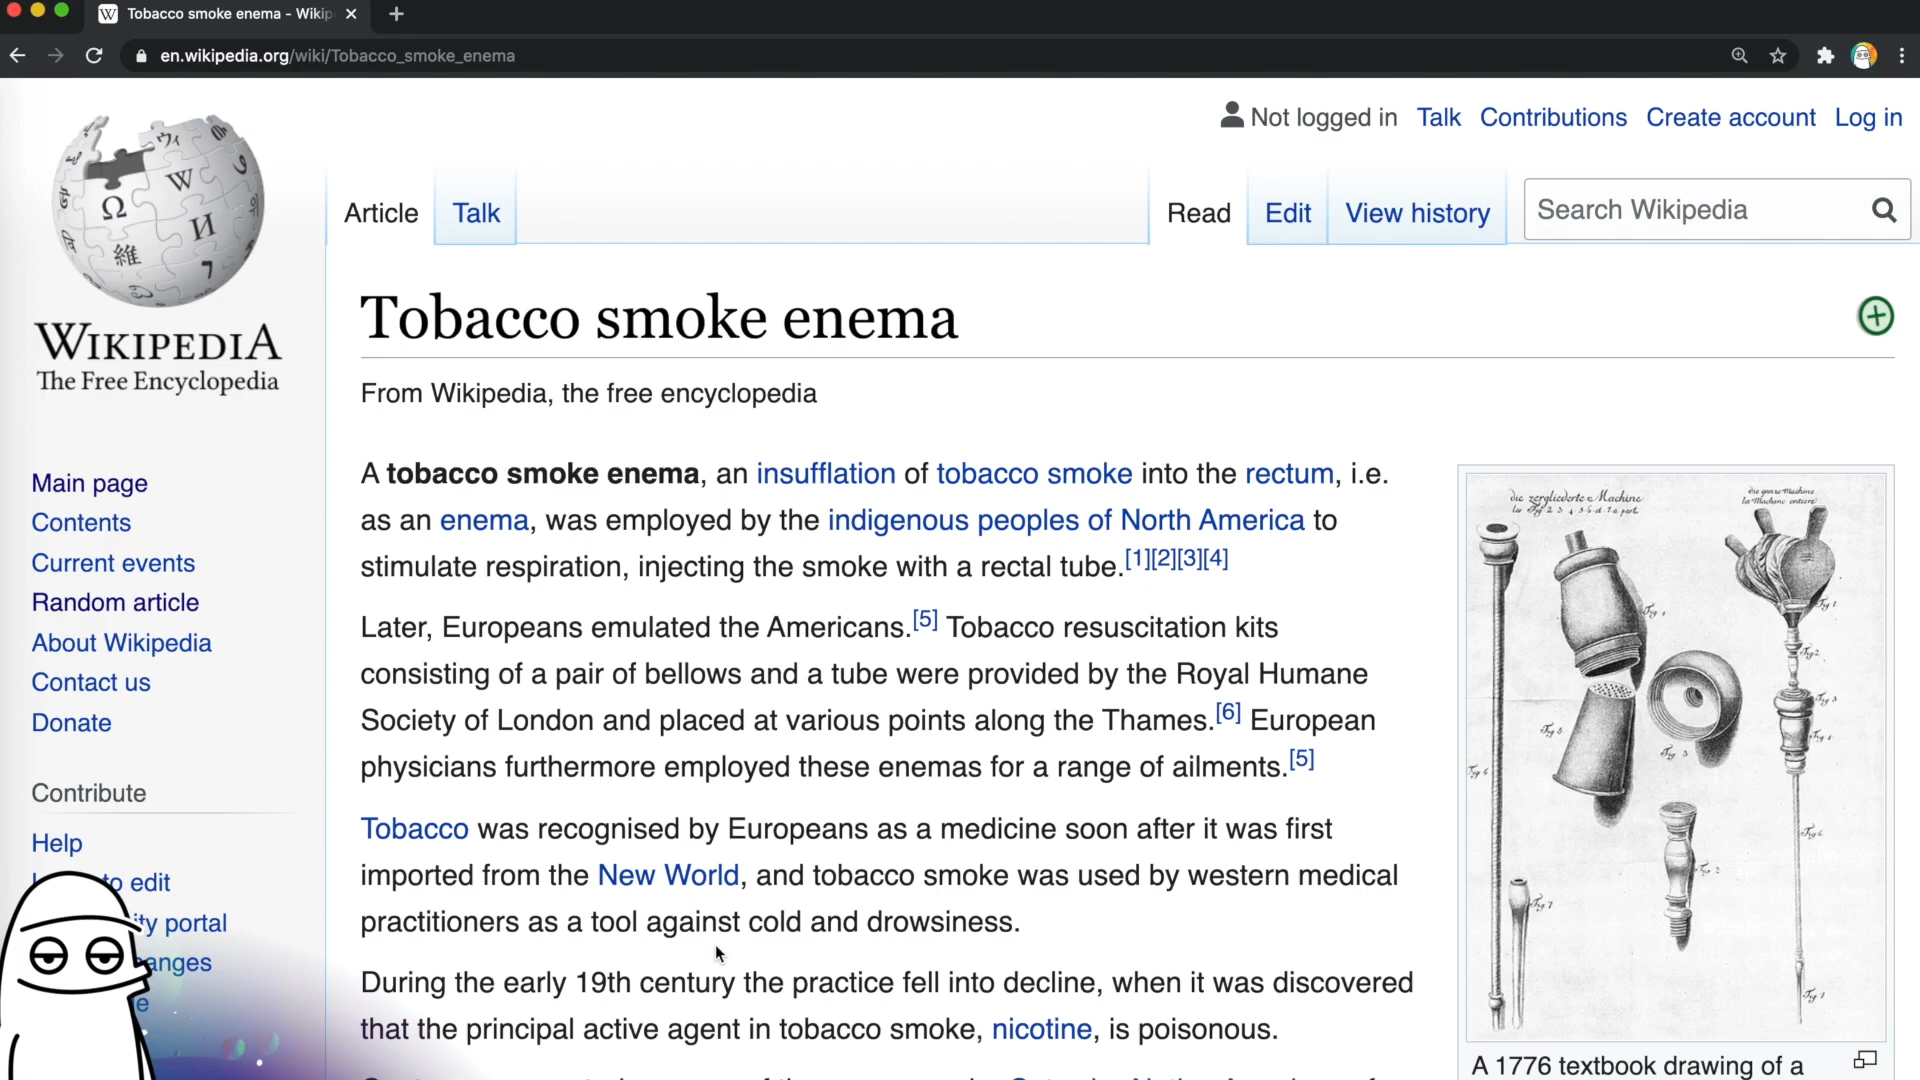 Tobacco smoke enema - Wikip
en.wikipedia.org/wiki/Tobacco_smoke_enema
Not logged in Talk Contributions Create account Log in
Article Talk Read Edit View history Search Wikipedia
WIKIPEDIA
The Free Encyclopedia
Main page
Contents
Current events
Random article
About Wikipedia
Contact us
Donate
Contribute
Help
to edit
ty portal
anges
e
Tobacco smoke enema
From Wikipedia, the free encyclopedia
A tobacco smoke enema, an insufflation of tobacco smoke into the rectum, i.e.
as an enema, was employed by the indigenous peoples of North America to
stimulate respiration, injecting the smoke with a rectal tube.[1][2][3][4]
Later, Europeans emulated the Americans.[5] Tobacco resuscitation kits
consisting of a pair of bellows and a tube were provided by the Royal Humane
Society of London and placed at various points along the Thames.[6] European
physicians furthermore employed these enemas for a range of ailments.[5]
Tobacco was recognised by Europeans as a medicine soon after it was first
imported from the New World, and tobacco smoke was used by western medical
practitioners as a tool against cold and drowsiness.
During the early 19th century the practice fell into decline, when it was discovered
that the principal active agent in tobacco smoke, nicotine, is poisonous.
die zergliederte Machine
die ganze Machine
la Machine entiere
A 1776 textbook drawing of a